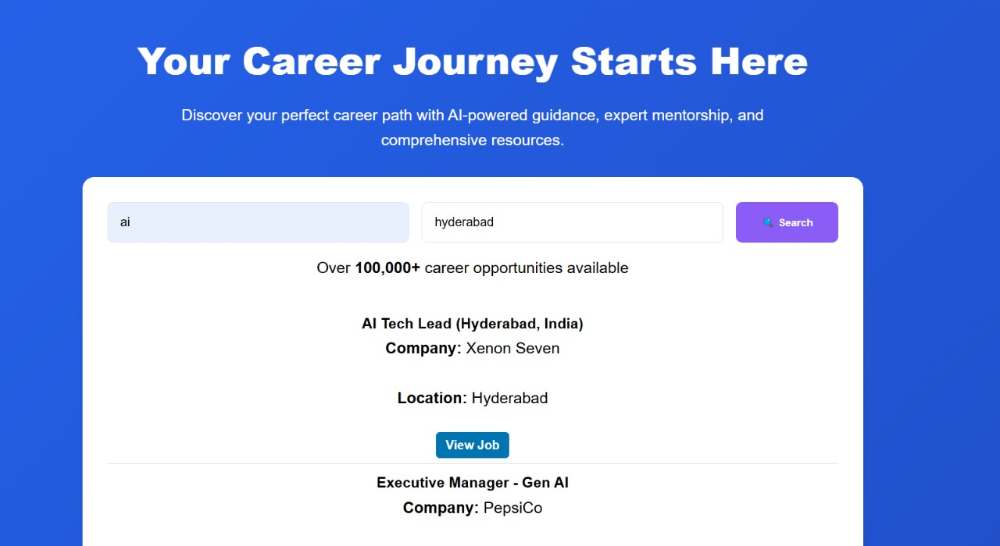 Your Career Journey Starts Here
Discover your perfect career path with AI-powered guidance, expert mentorship, and
comprehensive resources.
ai
hyderabad
Search
Over 100,000+ career opportunities available
AI Tech Lead (Hyderabad, India)
Company: Xenon Seven
Location: Hyderabad
View Job
Executive Manager - Gen AI
Company: PepsiCo